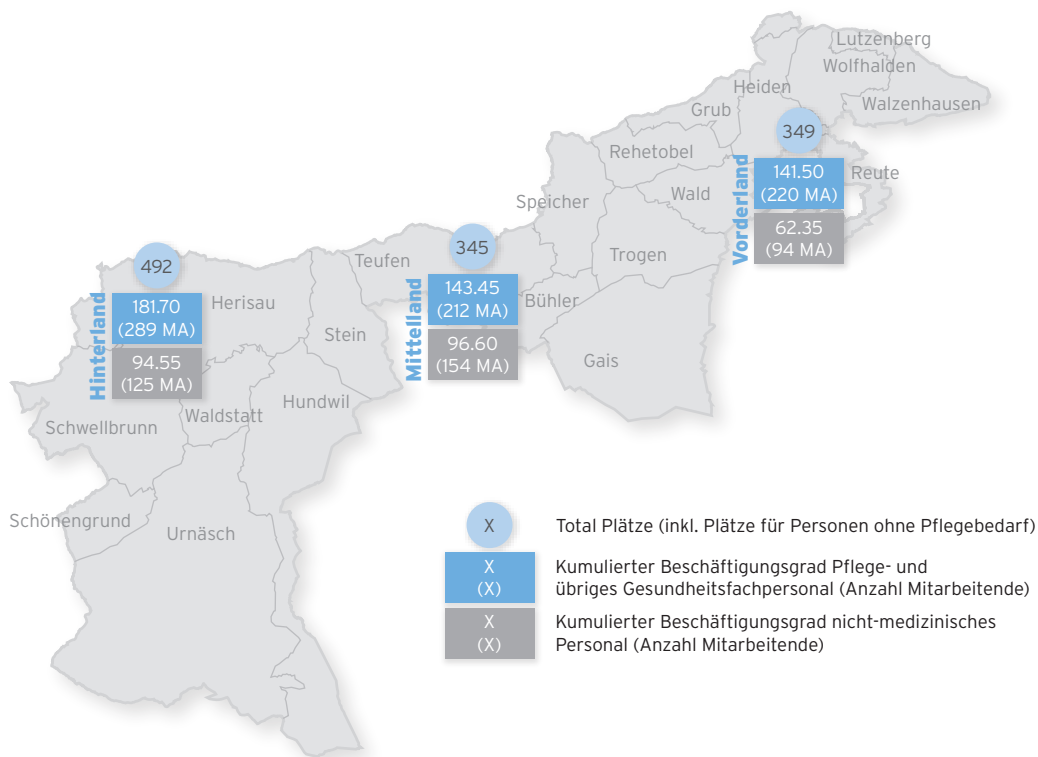 Lutzenberg
Wolfhalden
Heiden
Walzenhausen
Grub
349
Rehetobel
Reute
Vorderland
141.50
(220 MA)
62.35
(94 MA)
Wald
Speicher
Trogen
Teufen
345
Mittelland
143.45
(212 MA)
96.60
(154 MA)
Bühler
Gais
492
Hinterland
181.70
(289 MA)
94.55
(125 MA)
Herisau
Stein
Hundwil
Waldstatt
Schwellbrunn
Schönengrund
Urnäsch
X
Total Plätze (inkl. Plätze für Personen ohne Pflegebedarf)
X
(X)
Kumulierter Beschäftigungsgrad Pflege- und
übriges Gesundheitsfachpersonal (Anzahl Mitarbeitende)
X
(X)
Kumulierter Beschäftigungsgrad nicht-medizinisches
Personal (Anzahl Mitarbeitende)